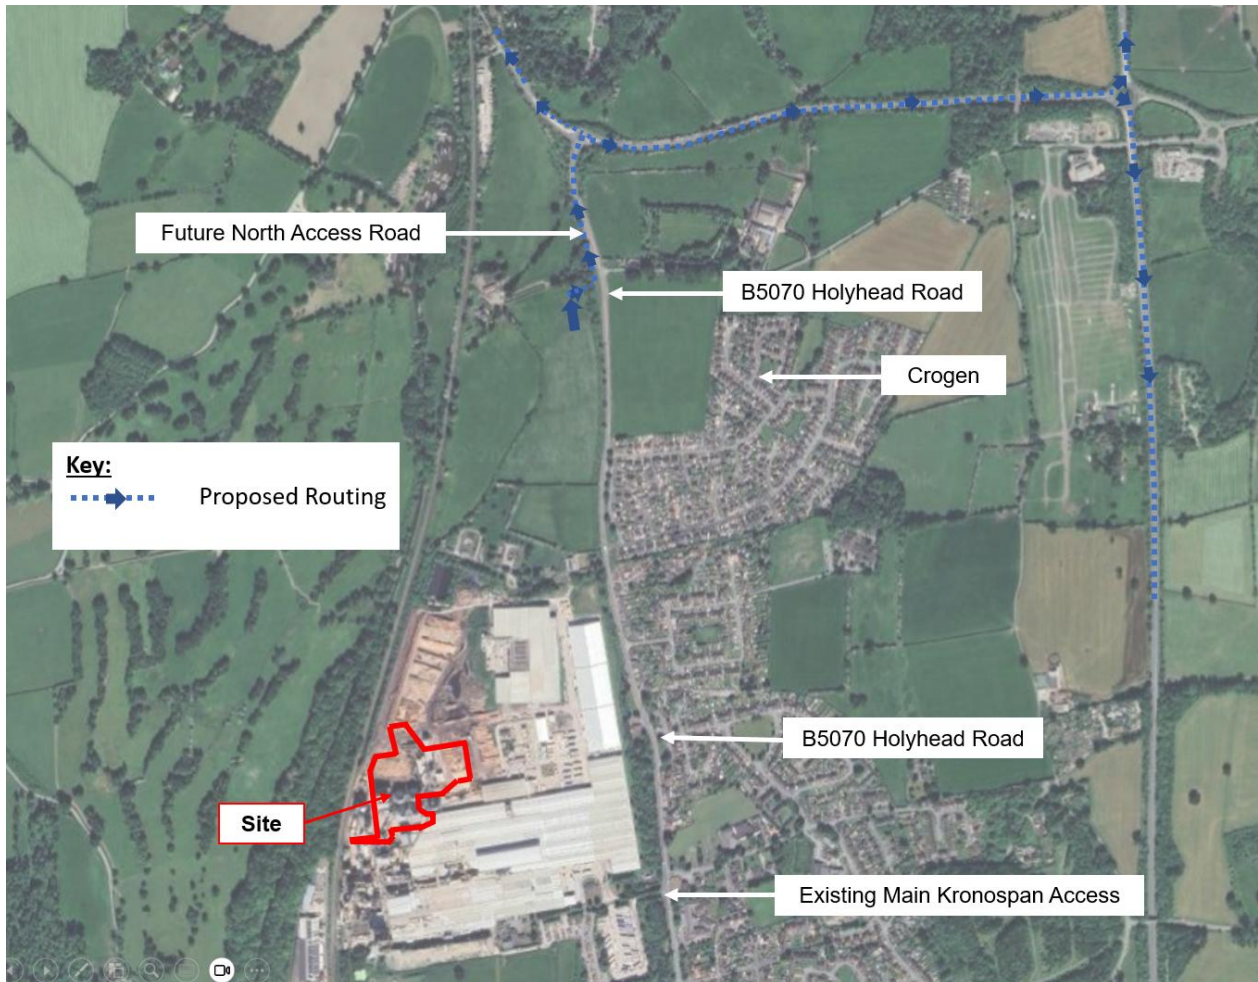 Future North Access Road
B5070 Holyhead Road
Crogen
Key:
Proposed Routing
B5070 Holyhead Road
Site
Existing Main Kronospan Access